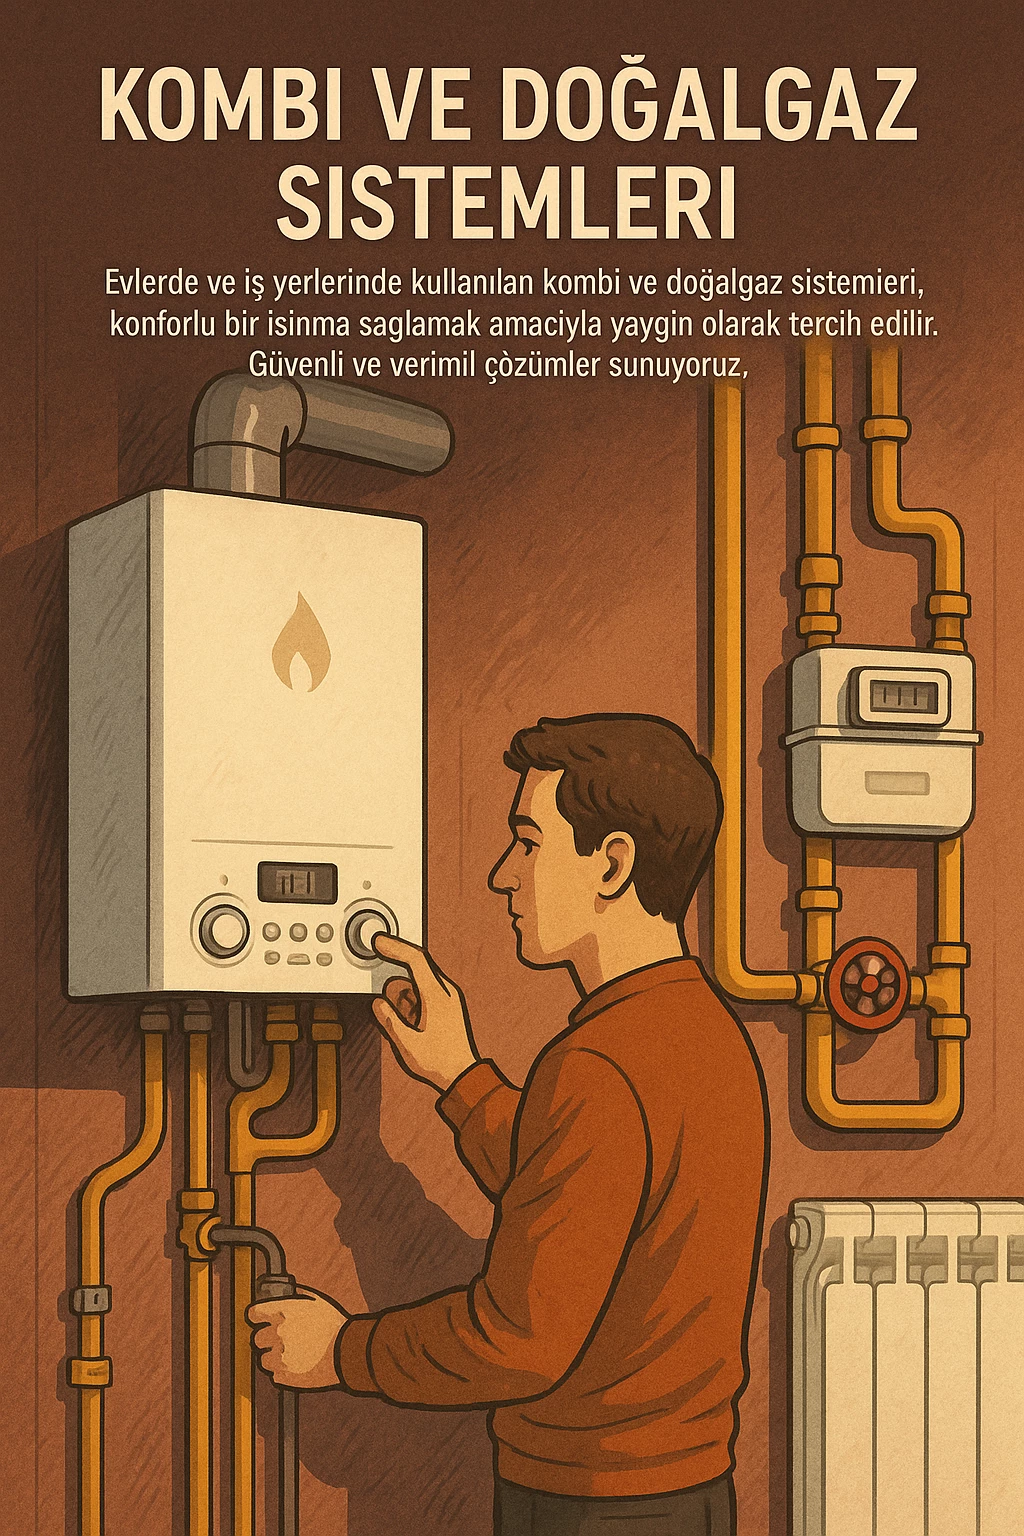 KOMBI VE DOĞALGAZ
SISTEMLERI
Evlerde ve iş yerlerinde kullanılan kombi ve doğalgaz sistemieri,
konforlu bir isinma saglamak amaciyla yaygin olarak tercih edilir.
Güvenli ve verimil çòzümler sunuyoruz,